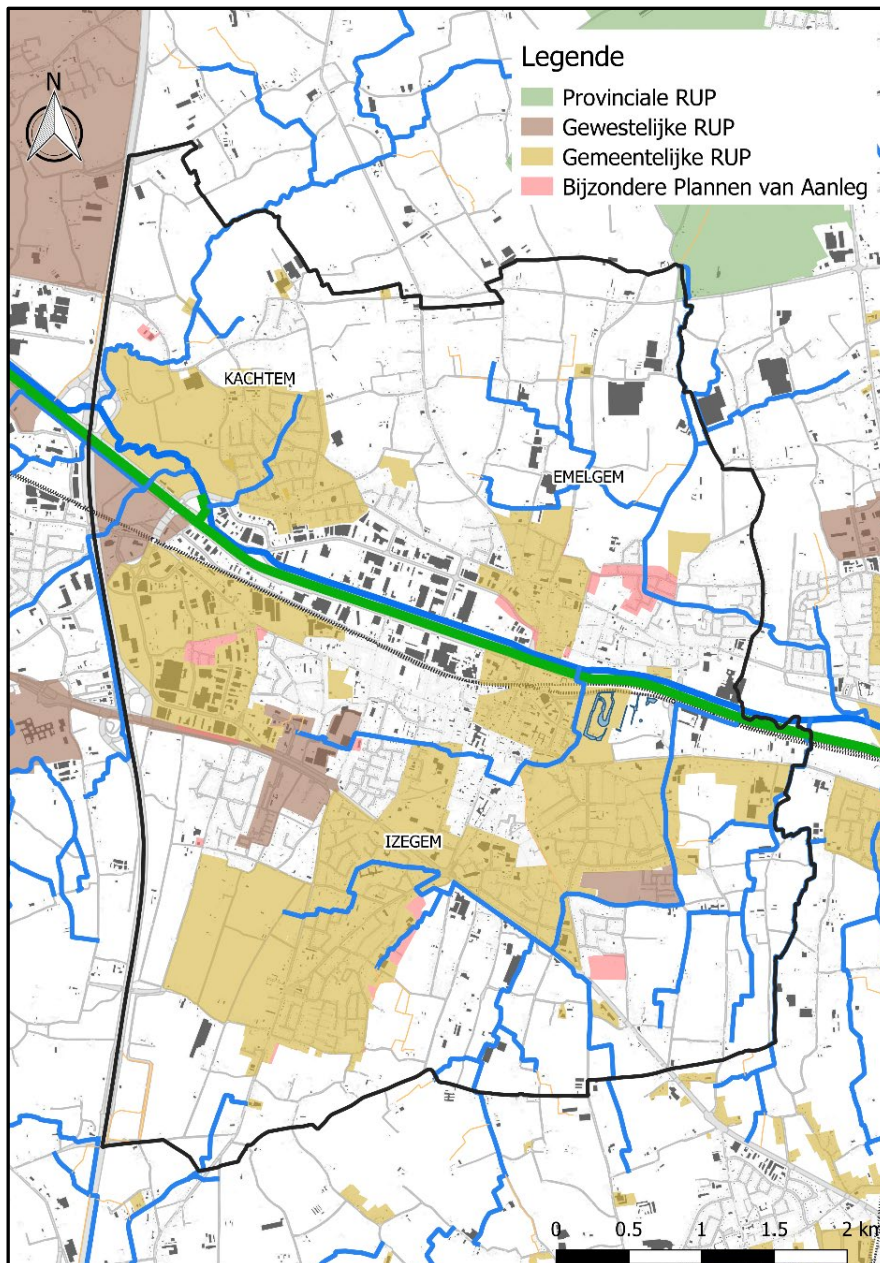 Legende
Provinciale RUP
Gewestelijke RUP
Gemeentelijke RUP
Bijzondere Plannen van Aanleg
N
KACHTEM
EMELGEM
IZEGEM
0 0.5 1 1.5 2 km